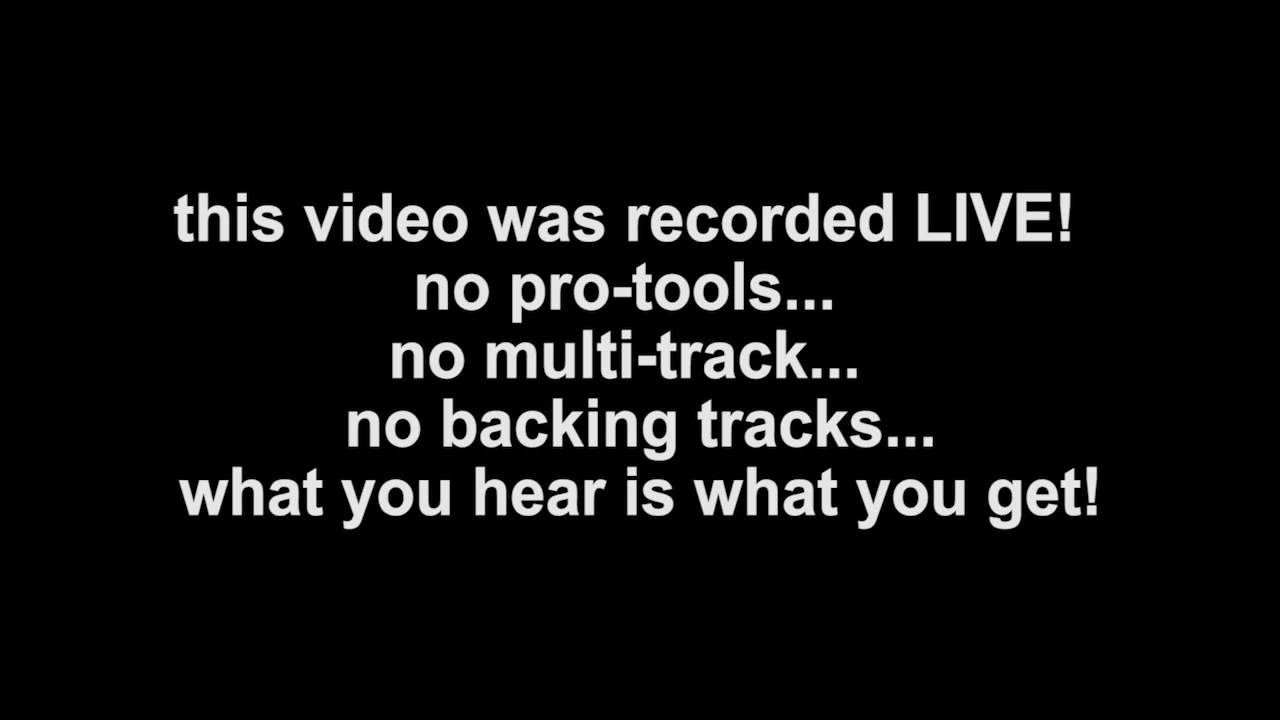 this video was recorded LIVE!
no pro-tools...
no multi-track...
no backing tracks...
what you hear is what you get!